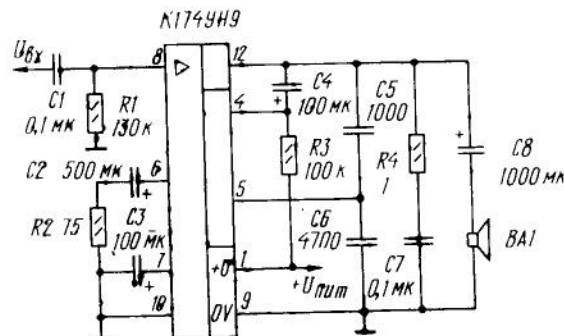 К174УН9
Uвх
8
12
C1
0,1 мк
R1
130 к
4
C4
100 мк
C5
1000
C2 500 мк
6
R3
100 к
R4
1
C8
1000 мк
R2 75
C3
100 мк
5
C6
4700
7
+U
1
+Uпит
C7
0,1 мк
BA1
10
0V
9